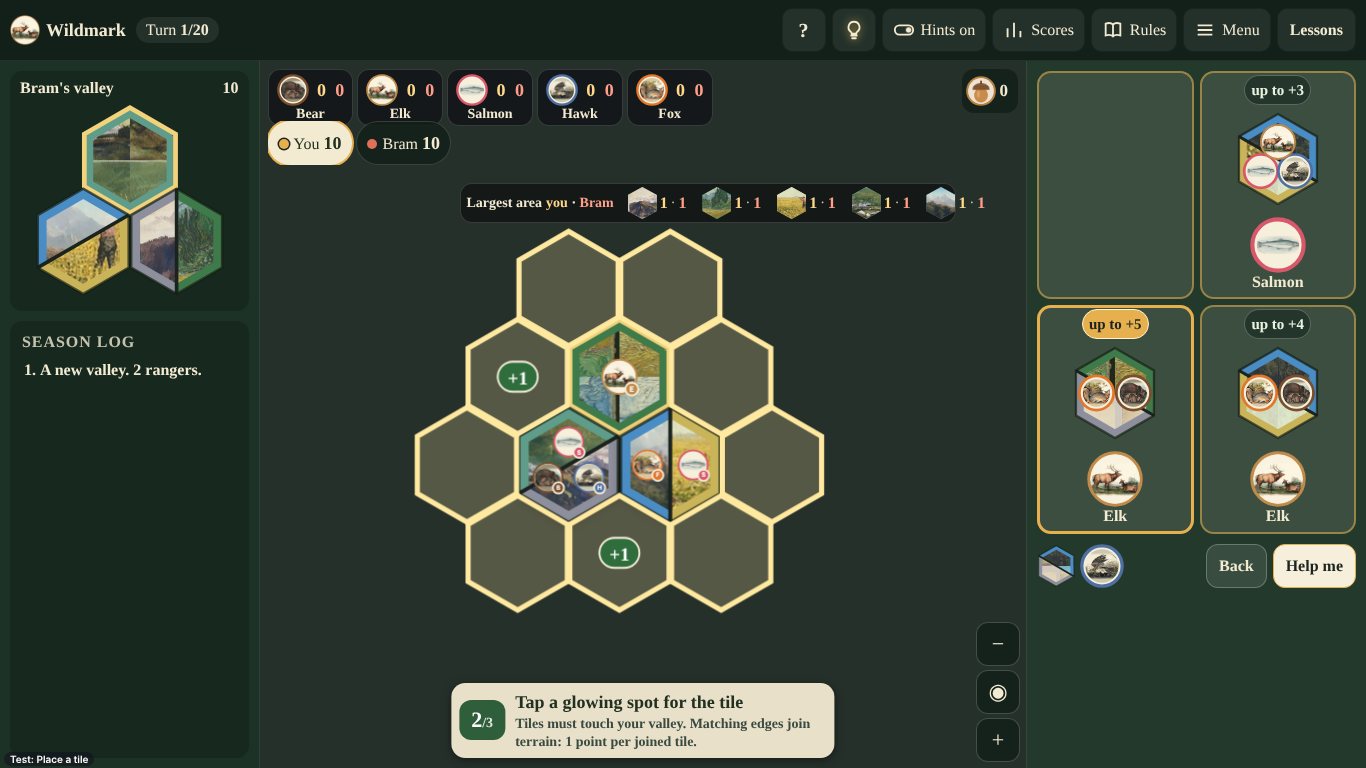 Wildmark
Turn 1/20
?
Hints on
Scores
Rules
Menu
Lessons
Bram's valley 10
SEASON LOG
1. A new valley. 2 rangers.
0 0
Bear
0 0
Elk
0 0
Salmon
0 0
Hawk
0 0
Fox
0
You 10
Bram 10
Largest area you · Bram
1 · 1
1 · 1
1 · 1
1 · 1
1 · 1
+1
E
S
B
H
F
S
+1
2/3
Tap a glowing spot for the tile
Tiles must touch your valley. Matching edges join
terrain: 1 point per joined tile.
−
+
up to +3
Salmon
up to +5
Elk
up to +4
Elk
Back
Help me
Test: Place a tile